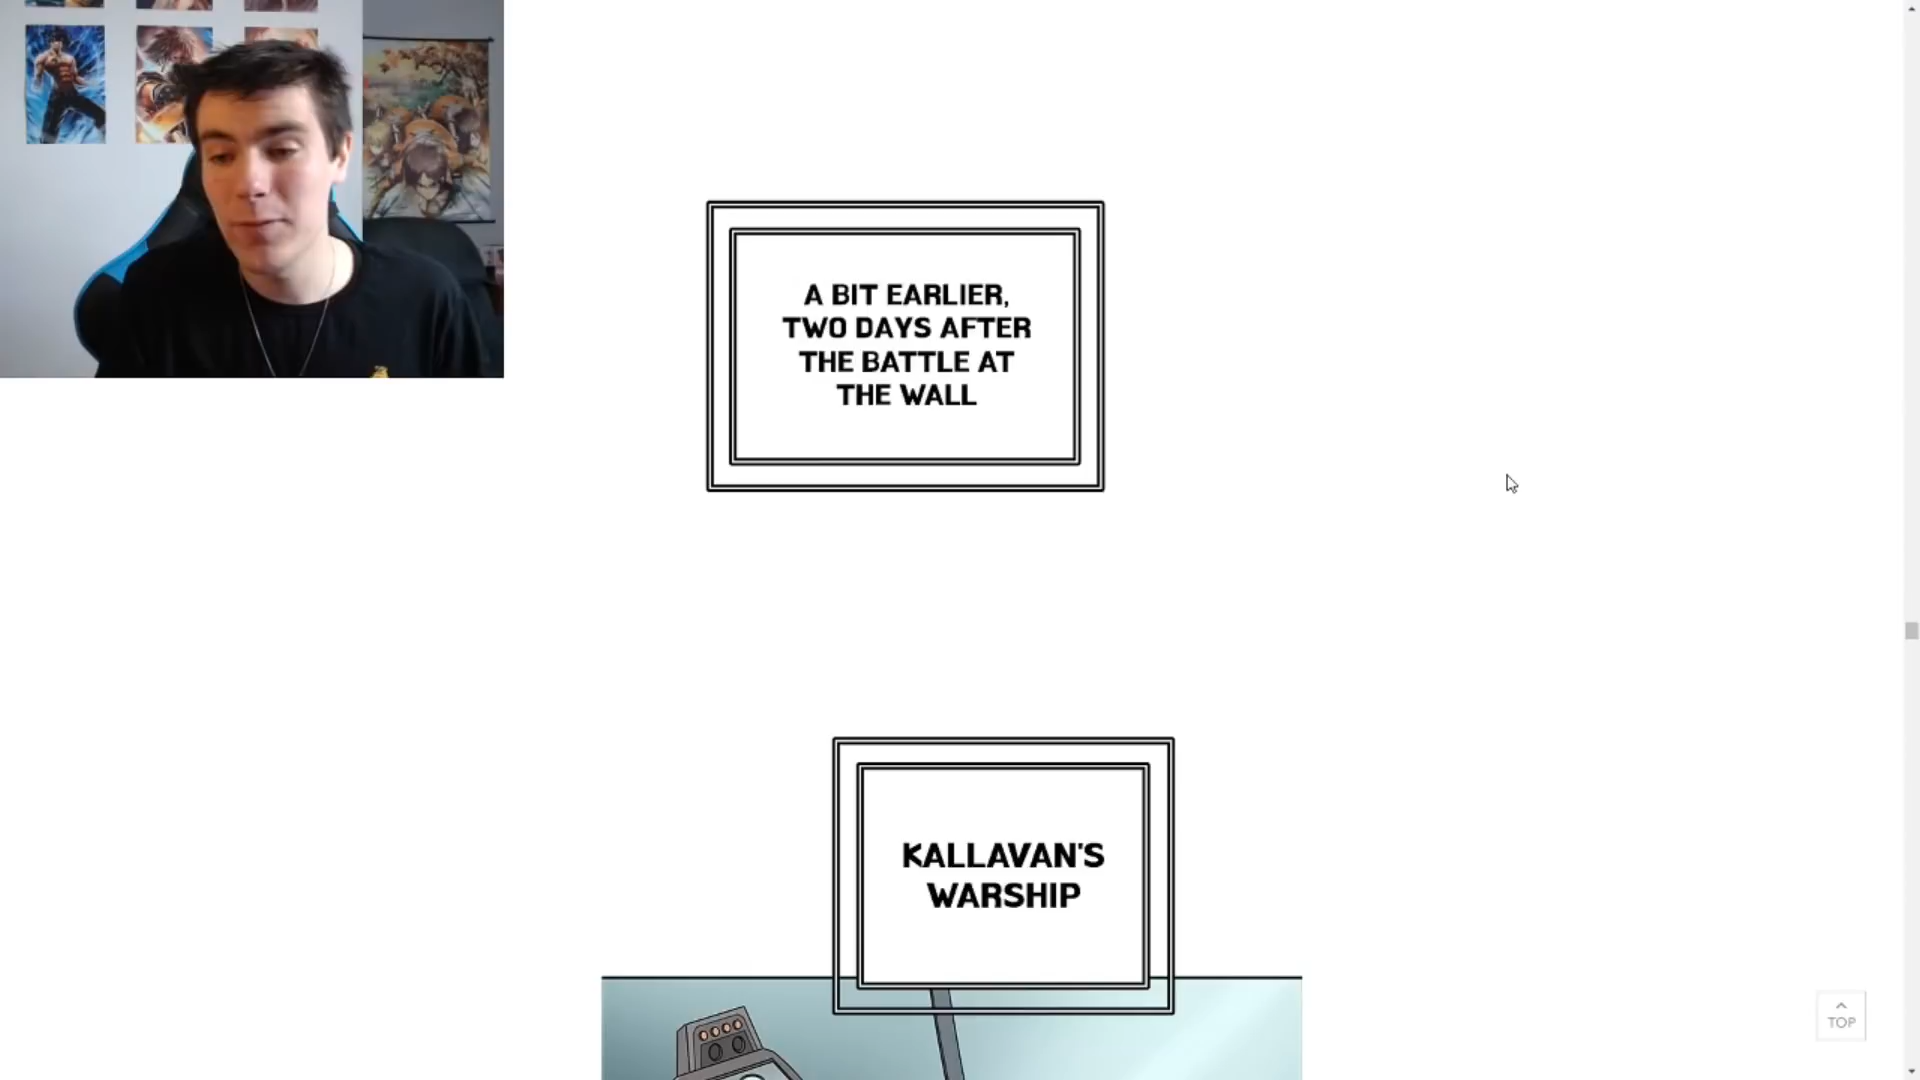 A BIT EARLIER,
TWO DAYS AFTER
THE BATTLE AT
THE WALL
KALLAVAN'S
WARSHIP
TOP